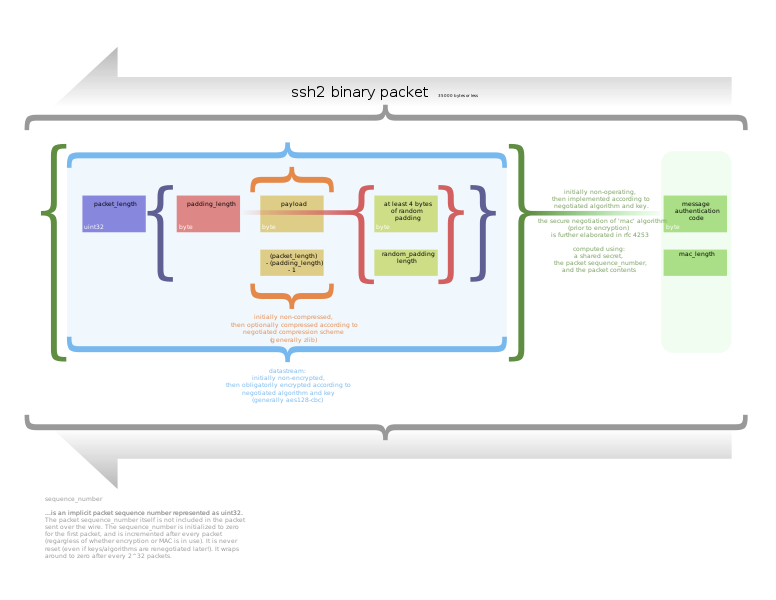 ssh2 binary packet 35000 bytes or less
packet_length
uint32
padding_length
byte
payload
byte
(packet_length)
- (padding_length)
- 1
at least 4 bytes
of random
padding
byte
random_padding
length
initially non-operating,
then implemented according to
negotiated algorithm and key.
the secure negotiation of 'mac' algorithm
(prior to encryption)
is further elaborated in rfc 4253
computed using:
a shared secret,
the packet sequence_number,
and the packet contents
message
authentication
code
byte
mac_length
initially non-compressed,
then optionally compressed according to
negotiated compression scheme
(generally zlib)
datastream:
initially non-encrypted,
then obligatorily encrypted according to
negotiated algorithm and key
(generally aes128-cbc)
sequence_number
...is an implicit packet sequence number represented as uint32.
The packet sequence_number itself is not included in the packet
sent over the wire. The sequence_number is initialized to zero
for the first packet, and is incremented after every packet
(regargless of whether encryption or MAC is in use). It is never
reset (even if keys/algorithms are renegotiated later!). It wraps
around to zero after every 2^32 packets.